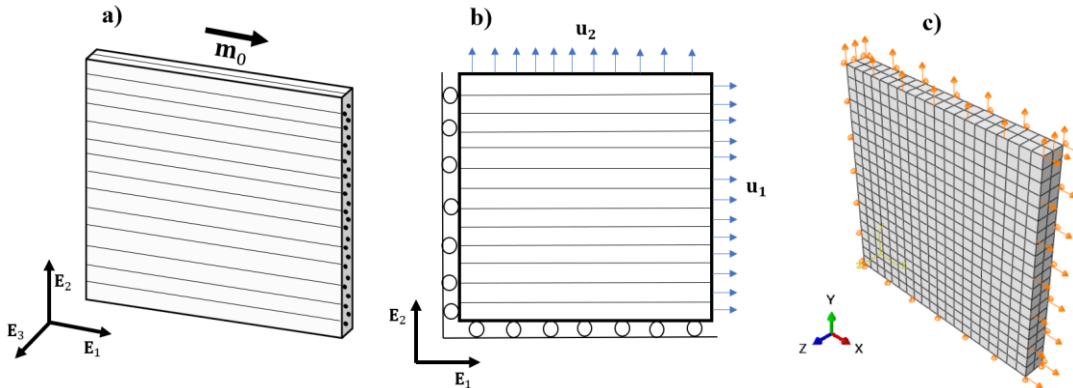 a)
m₀
E₂
E₃
E₁
b)
u₂
u₁
E₂
E₁
c)
Y
Z
X